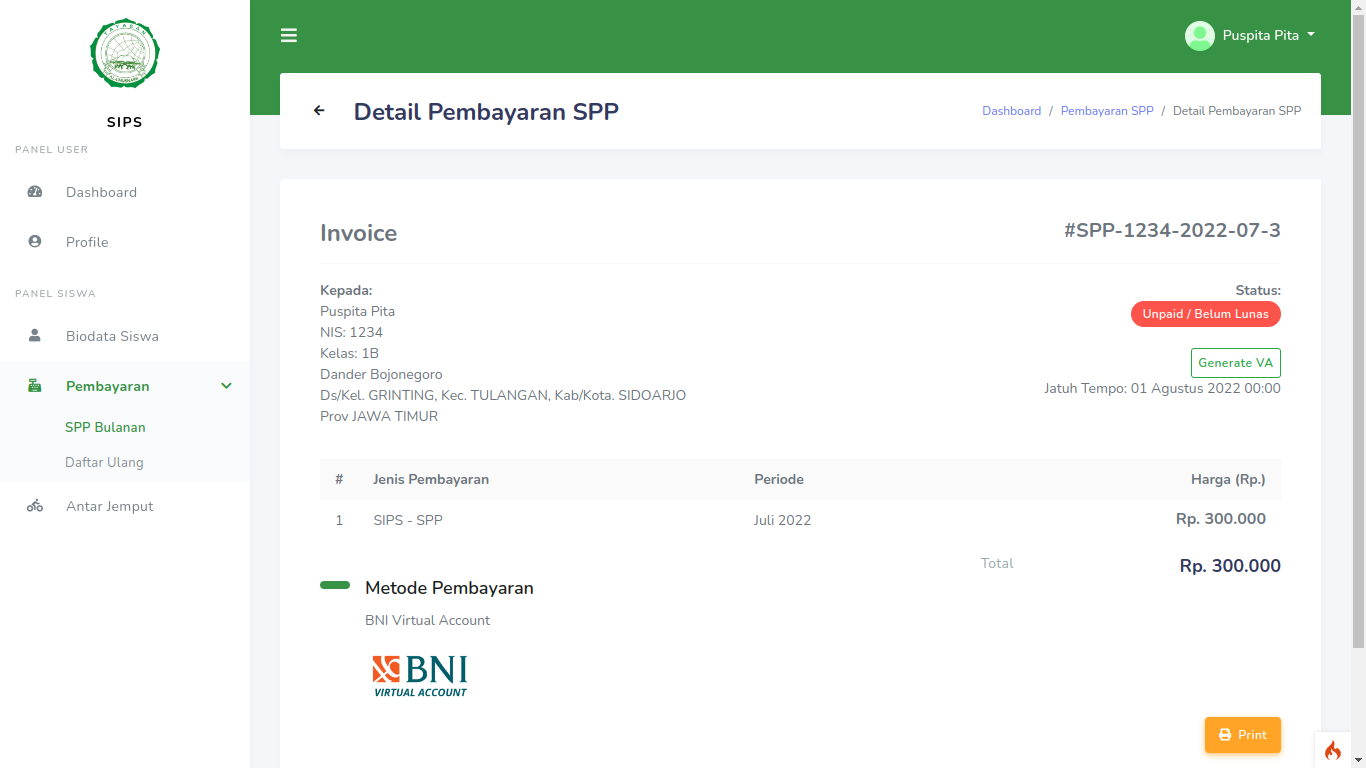 YAYASAN
SIPS
PANEL USER
Dashboard
Profile
PANEL SISWA
Biodata Siswa
Pembayaran
SPP Bulanan
Daftar Ulang
Antar Jemput
Puspita Pita
Detail Pembayaran SPP
Dashboard / Pembayaran SPP / Detail Pembayaran SPP
Invoice
#SPP-1234-2022-07-3
Kepada:
Puspita Pita
NIS: 1234
Kelas: 1B
Dander Bojonegoro
Ds/Kel. GRINTING, Kec. TULANGAN, Kab/Kota. SIDOARJO
Prov JAWA TIMUR
Status:
Unpaid / Belum Lunas
Generate VA
Jatuh Tempo: 01 Agustus 2022 00:00
# Jenis Pembayaran Periode Harga (Rp.)
1 SIPS - SPP Juli 2022 Rp. 300.000
Total Rp. 300.000
Metode Pembayaran
BNI Virtual Account
BNI
VIRTUAL ACCOUNT
Print